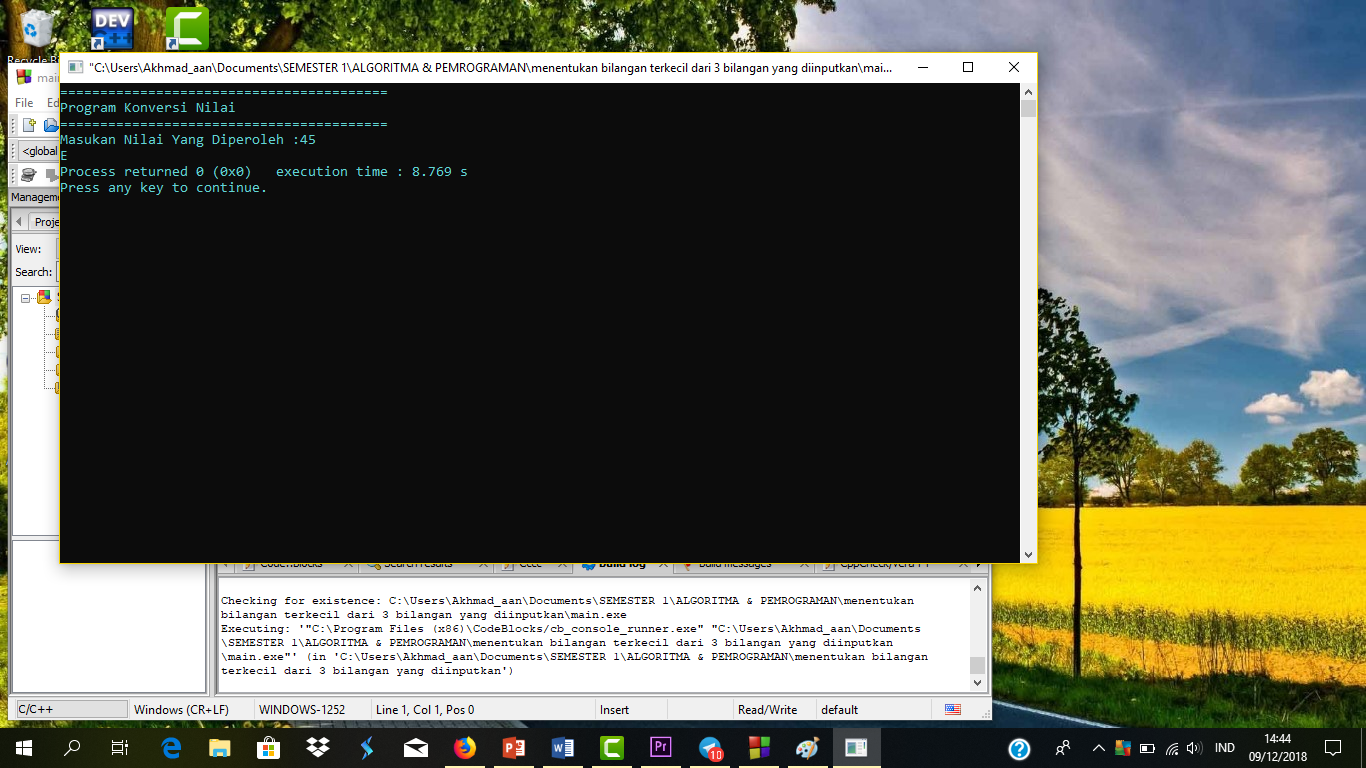 DEV
C++
Recycle Bi
"C:\Users\Akhmad_aan\Documents\SEMESTER 1\ALGORITMA & PEMROGRAMAN\menentukan bilangan terkecil dari 3 bilangan yang diinputkan\mai...
mai
File Ed
<global
Managem
Proje
View:
Search:
=========================================
Program Konversi Nilai
=========================================
Masukan Nilai Yang Diperoleh :45
E
Process returned 0 (0x0)   execution time : 8.769 s
Press any key to continue.
Code::Blocks Search results Cccc Build log Build messages CppCheck/Vera++
Checking for existence: C:\Users\Akhmad_aan\Documents\SEMESTER 1\ALGORITMA & PEMROGRAMAN\menentukan
bilangan terkecil dari 3 bilangan yang diinputkan\main.exe
Executing: '"C:\Program Files (x86)\CodeBlocks/cb_console_runner.exe" "C:\Users\Akhmad_aan\Documents
\SEMESTER 1\ALGORITMA & PEMROGRAMAN\menentukan bilangan terkecil dari 3 bilangan yang diinputkan
\main.exe"' (in 'C:\Users\Akhmad_aan\Documents\SEMESTER 1\ALGORITMA & PEMROGRAMAN\menentukan bilangan
terkecil dari 3 bilangan yang diinputkan')
C/C++ Windows (CR+LF) WINDOWS-1252 Line 1, Col 1, Pos 0 Insert Read/Write default
10
IND
14:44
09/12/2018